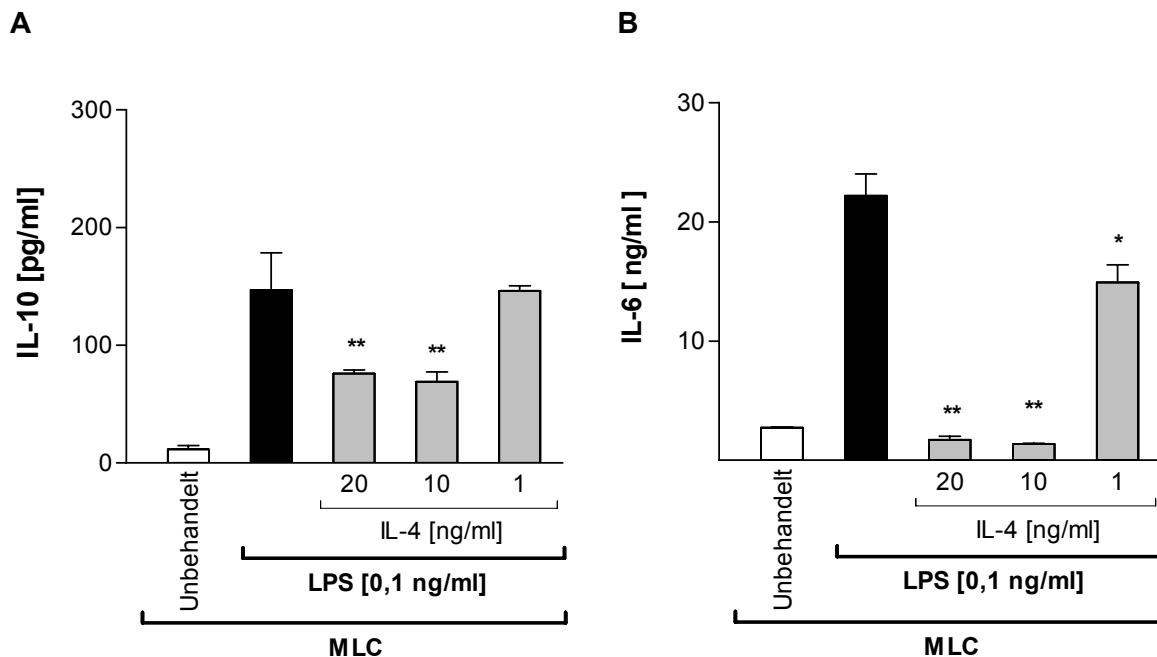 A
IL-10 [pg/ml]
300
200
100
0
**
**
Unbehandelt
20 10 1
IL-4 [ng/ml]
LPS [0,1 ng/ml]
MLC
B
IL-6 [ ng/ml ]
30
20
10
**
**
*
Unbehandelt
20 10 1
IL-4 [ng/ml]
LPS [0,1 ng/ml]
MLC